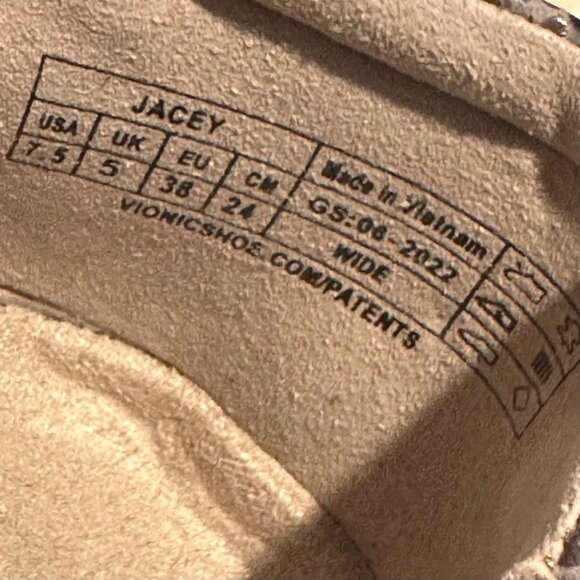 JACEY
USA UK EU CM
7.5 5 38 24
Made in Vietnam
GS:06-2022
WIDE
VIONICSHOE.COM/PATENTS